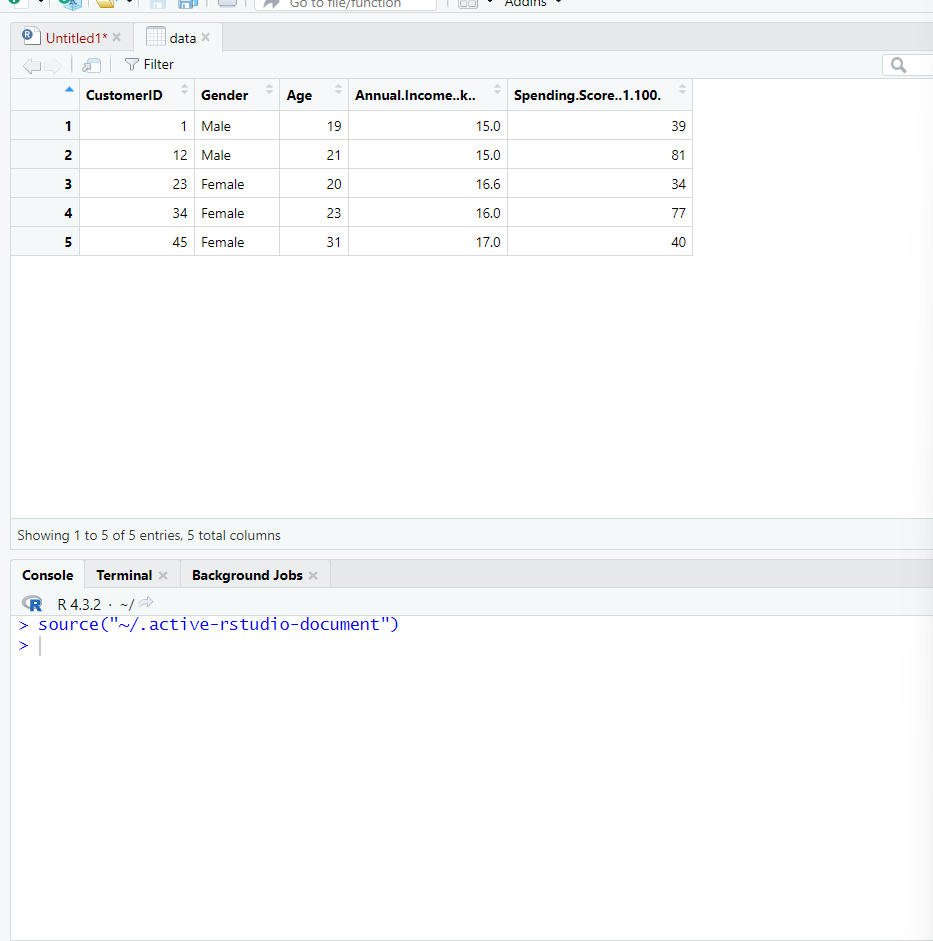 Go to file/function Addins
Untitled1* data
Filter
CustomerID Gender Age Annual.Income..k.. Spending.Score..1.100.
1 1 Male 19 15.0 39
2 12 Male 21 15.0 81
3 23 Female 20 16.6 34
4 34 Female 23 16.0 77
5 45 Female 31 17.0 40
Showing 1 to 5 of 5 entries, 5 total columns
Console Terminal Background Jobs
R R 4.3.2 · ~/
> source("~/.active-rstudio-document")
>